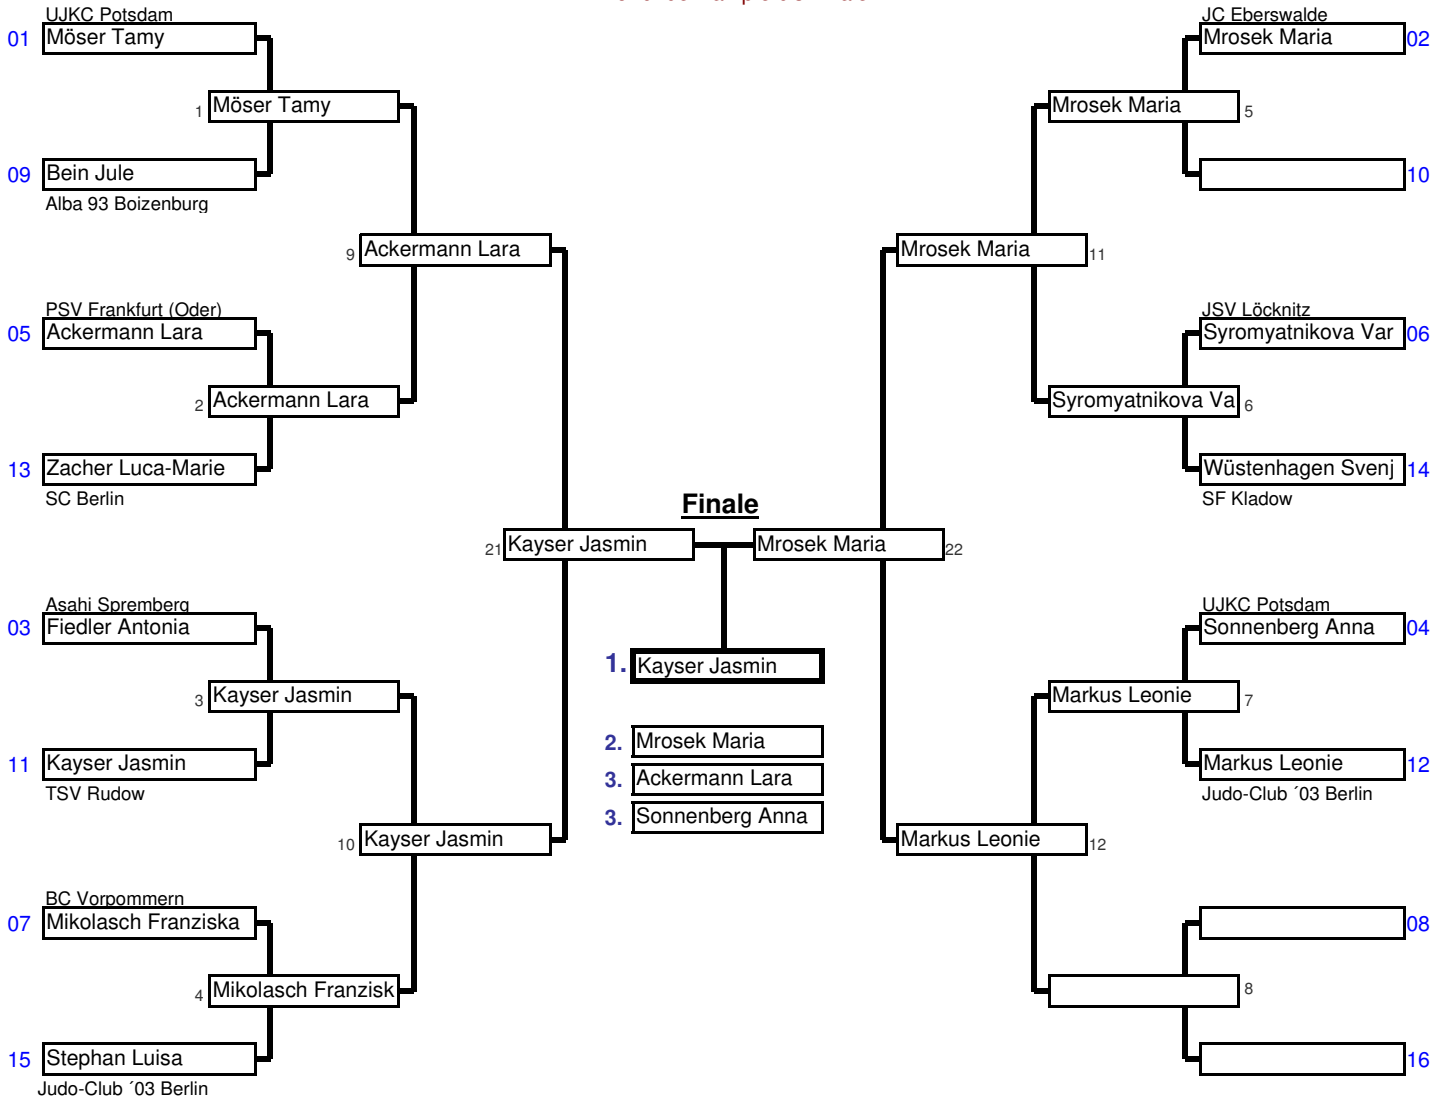 UJKC Potsdam
01 Möser Tamy
1 Möser Tamy
09 Bein Jule
Alba 93 Boizenburg
9 Ackermann Lara
PSV Frankfurt (Oder)
05 Ackermann Lara
2 Ackermann Lara
13 Zacher Luca-Marie
SC Berlin
21 Kayser Jasmin
Asahi Spremberg
03 Fiedler Antonia
3 Kayser Jasmin
11 Kayser Jasmin
TSV Rudow
10 Kayser Jasmin
BC Vorpommern
07 Mikolasch Franziska
4 Mikolasch Franzisk
15 Stephan Luisa
Judo-Club ´03 Berlin
Finale
1. Kayser Jasmin
2. Mrosek Maria
3. Ackermann Lara
3. Sonnenberg Anna
JC Eberswalde
Mrosek Maria 02
Mrosek Maria 5
10
Mrosek Maria 11
JSV Löcknitz
Syromyatnikova Var 06
Syromyatnikova Va 6
Wüstenhagen Svenj 14
SF Kladow
Mrosek Maria 22
UJKC Potsdam
Sonnenberg Anna 04
Markus Leonie 7
Markus Leonie 12
Judo-Club ´03 Berlin
Markus Leonie 12
08
8
16